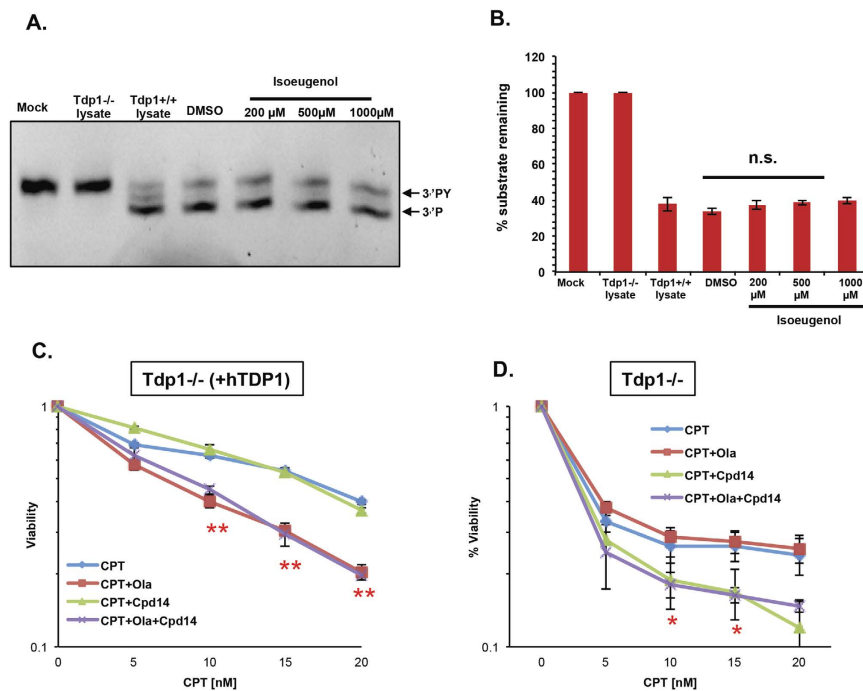 A.
Isoeugenol
Mock Tdp1-/- lysate Tdp1+/+ lysate DMSO 200 µM 500µM 1000µM
3-'PY
3-'P
B.
% substrate remaining
120
100
80
60
40
20
0
n.s.
Mock Tdp1-/- lysate Tdp1+/+ lysate DMSO 200 µM 500 µM 1000 µM
Isoeugenol
C.
Tdp1-/- (+hTDP1)
1
Viability
0.1
**
**
**
CPT
CPT+Ola
CPT+Cpd14
CPT+Ola+Cpd14
0 5 10 15 20
CPT [nM]
D.
Tdp1-/-
1
% Viability
0.1
CPT
CPT+Ola
CPT+Cpd14
CPT+Ola+Cpd14
*
*
0 5 10 15 20
CPT [nM]